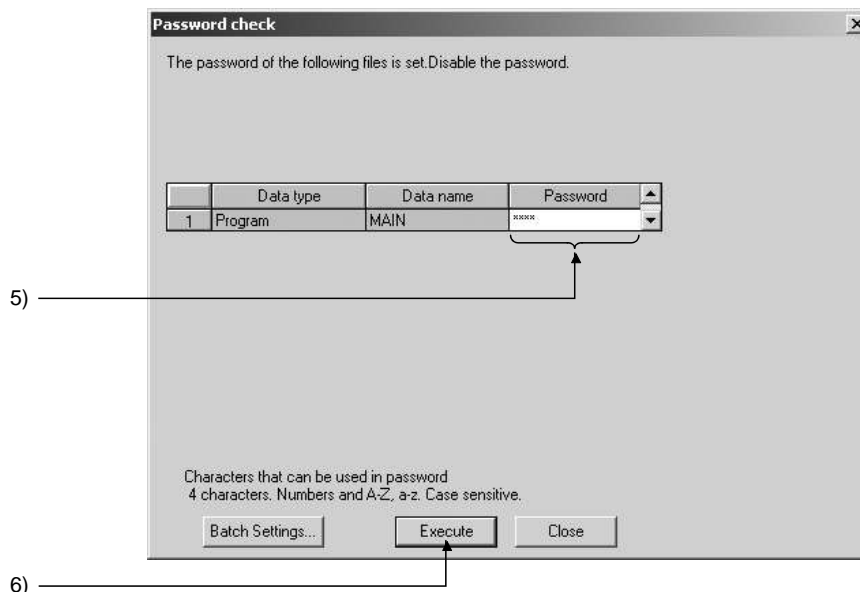 Password check
The password of the following files is set.Disable the password.
Data type Data name Password
1 Program MAIN ****
5)
Characters that can be used in password
4 characters. Numbers and A-Z, a-z. Case sensitive.
Batch Settings... Execute Close
6)